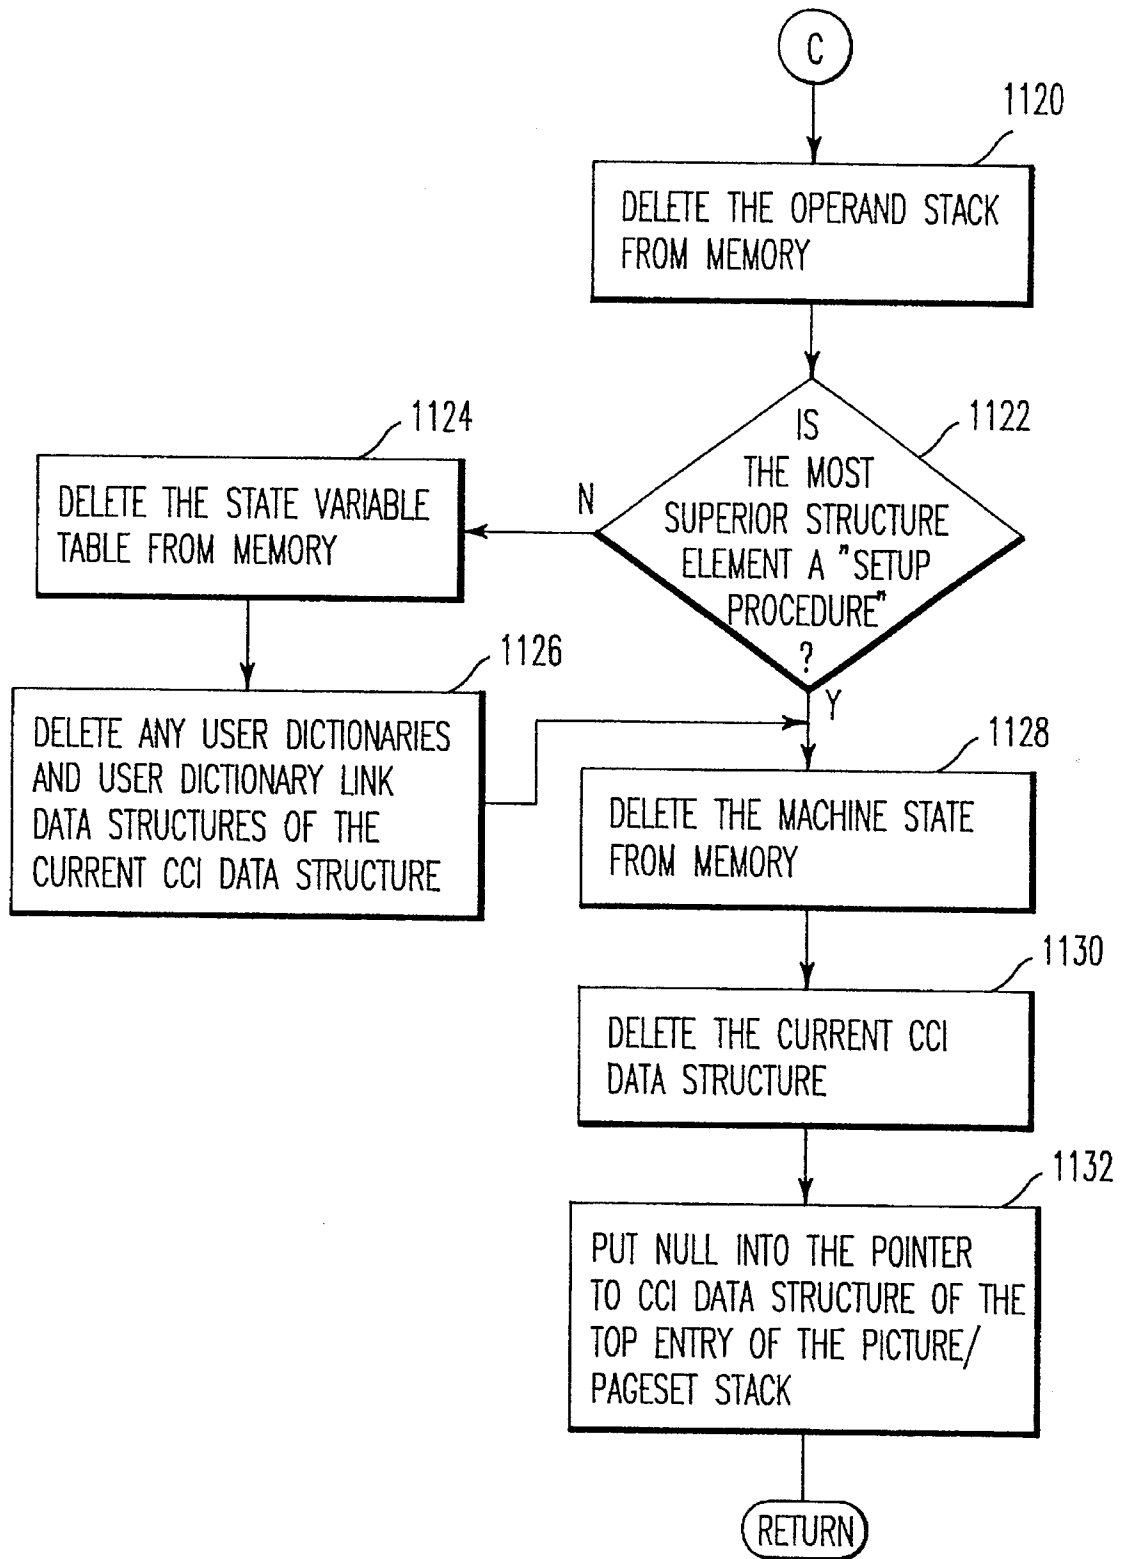 C
1120
DELETE THE OPERAND STACK
FROM MEMORY
1122
IS
THE MOST
SUPERIOR STRUCTURE
ELEMENT A "SETUP
PROCEDURE"
?
N
Y
1124
DELETE THE STATE VARIABLE
TABLE FROM MEMORY
1126
DELETE ANY USER DICTIONARIES
AND USER DICTIONARY LINK
DATA STRUCTURES OF THE
CURRENT CCI DATA STRUCTURE
1128
DELETE THE MACHINE STATE
FROM MEMORY
1130
DELETE THE CURRENT CCI
DATA STRUCTURE
1132
PUT NULL INTO THE POINTER
TO CCI DATA STRUCTURE OF THE
TOP ENTRY OF THE PICTURE/
PAGESET STACK
RETURN